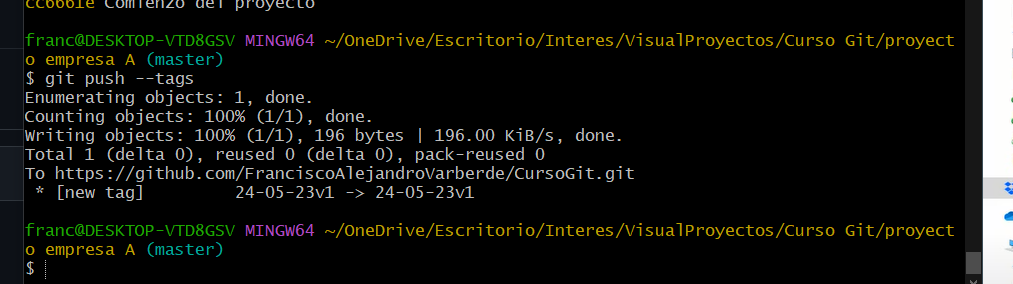 cc6661e Comienzo del proyecto
franc@DESKTOP-VTD8GSV MINGW64 ~/OneDrive/Escritorio/Interes/VisualProyectos/Curso Git/proyect
o empresa A (master)
$ git push --tags
Enumerating objects: 1, done.
Counting objects: 100% (1/1), done.
Writing objects: 100% (1/1), 196 bytes | 196.00 KiB/s, done.
Total 1 (delta 0), reused 0 (delta 0), pack-reused 0
To https://github.com/FranciscoAlejandroVarberde/CursoGit.git
 * [new tag]         24-05-23v1 -> 24-05-23v1
franc@DESKTOP-VTD8GSV MINGW64 ~/OneDrive/Escritorio/Interes/VisualProyectos/Curso Git/proyect
o empresa A (master)
$